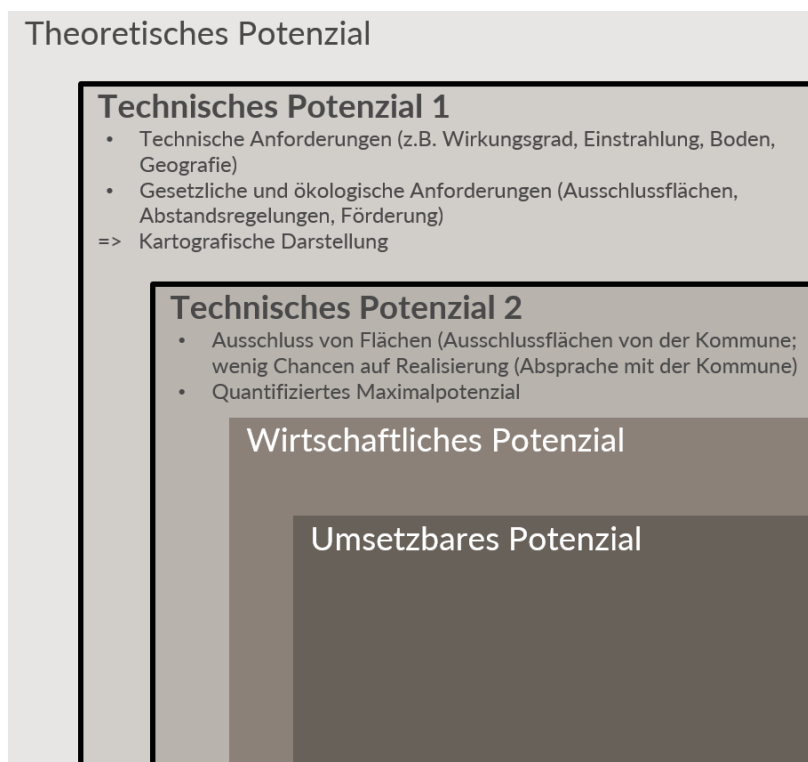 Theoretisches Potenzial
Technisches Potenzial 1
• Technische Anforderungen (z.B. Wirkungsgrad, Einstrahlung, Boden,
Geografie)
• Gesetzliche und ökologische Anforderungen (Ausschlussflächen,
Abstandsregelungen, Förderung)
=> Kartografische Darstellung
Technisches Potenzial 2
• Ausschluss von Flächen (Ausschlussflächen von der Kommune;
wenig Chancen auf Realisierung (Absprache mit der Kommune)
• Quantifiziertes Maximalpotenzial
Wirtschaftliches Potenzial
Umsetzbares Potenzial